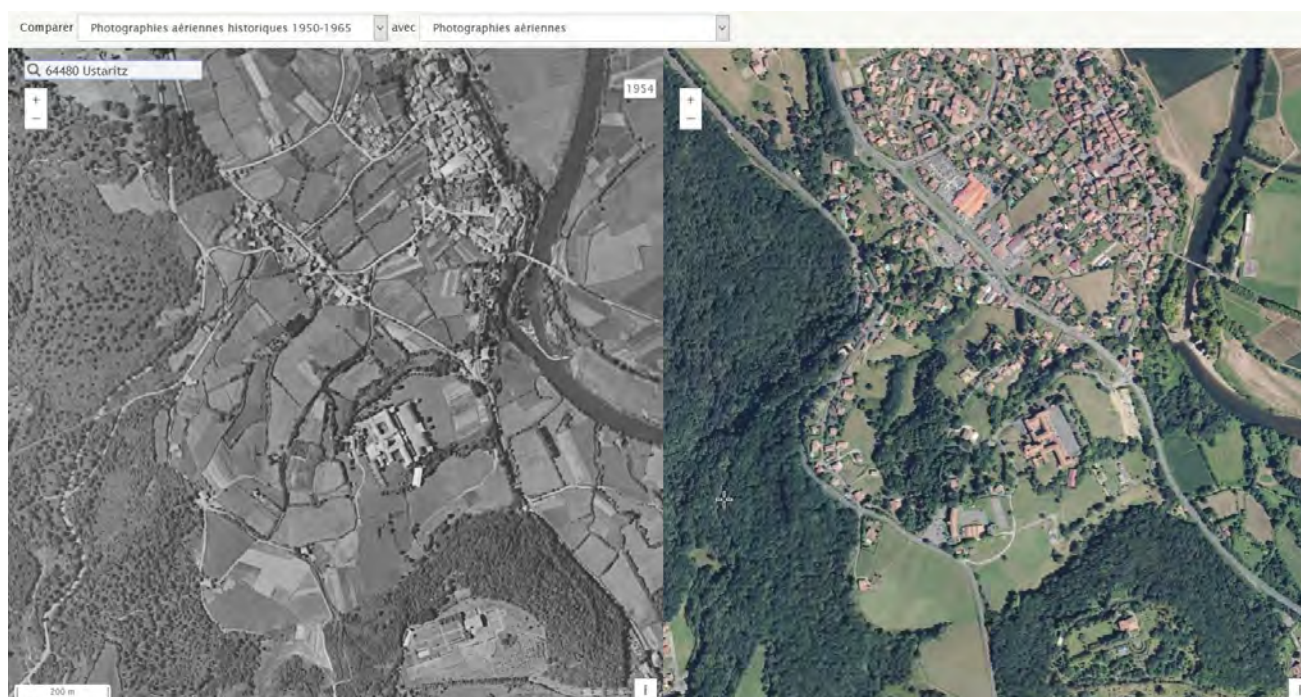 Comparer Photographies aériennes historiques 1950-1965 avec Photographies aériennes
64480 Ustaritz
1954
+
−
+
−
200 m
i